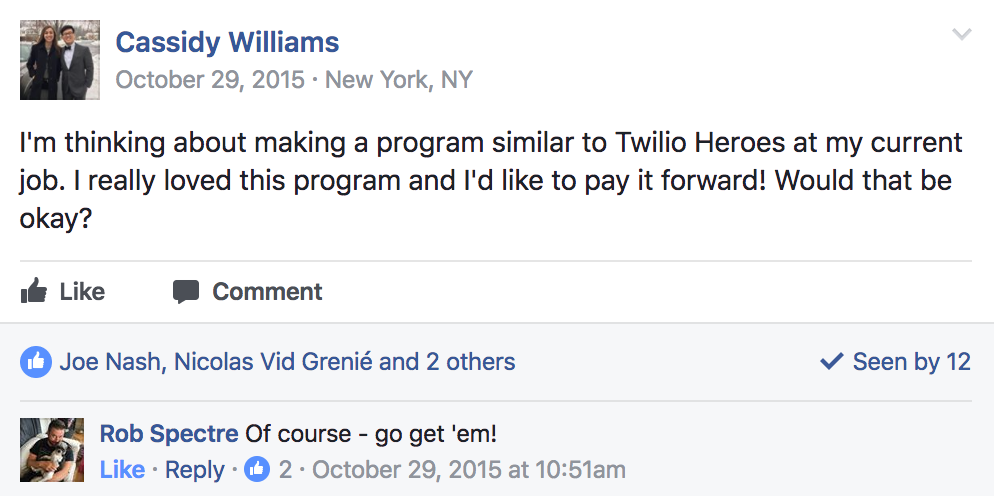 Cassidy Williams
October 29, 2015 · New York, NY
I'm thinking about making a program similar to Twilio Heroes at my current
job. I really loved this program and I'd like to pay it forward! Would that be
okay?
Like Comment
Joe Nash, Nicolas Vid Grenié and 2 others Seen by 12
Rob Spectre Of course - go get 'em!
Like · Reply · 2 · October 29, 2015 at 10:51am